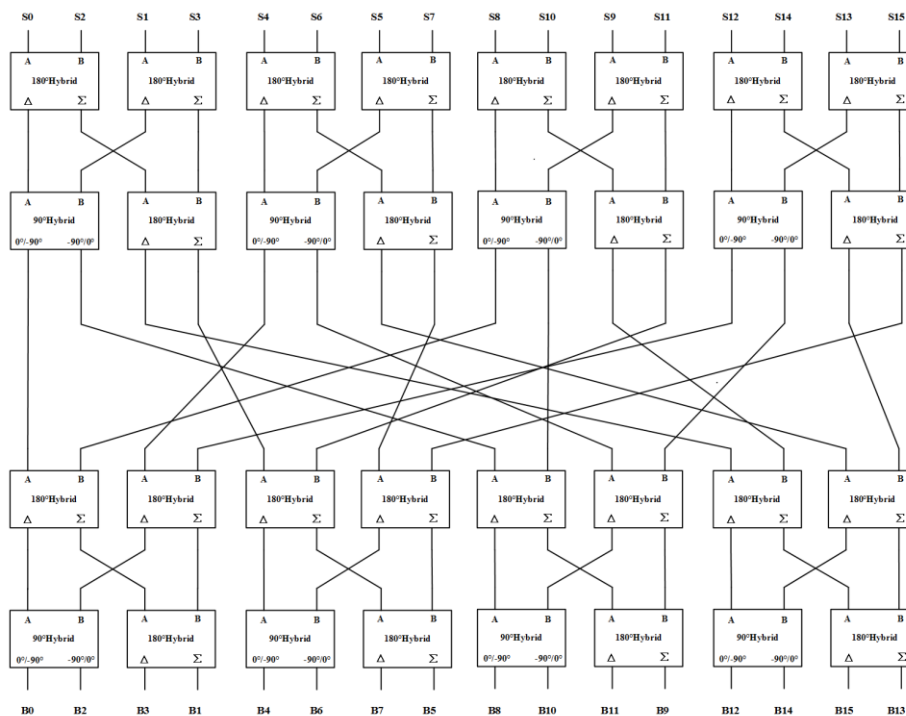 S0 S2 S1 S3 S4 S6 S5 S7 S8 S10 S9 S11 S12 S14 S13 S15
A B A B A B A B A B A B A B A B
180°Hybrid 180°Hybrid 180°Hybrid 180°Hybrid 180°Hybrid 180°Hybrid 180°Hybrid 180°Hybrid
Δ Σ Δ Σ Δ Σ Δ Σ Δ Σ Δ Σ Δ Σ Δ Σ
A B A B A B A B A B A B A B A B
90°Hybrid 180°Hybrid 90°Hybrid 180°Hybrid 90°Hybrid 180°Hybrid 90°Hybrid 180°Hybrid
0°/-90° -90°/0° Δ Σ 0°/-90° -90°/0° Δ Σ 0°/-90° -90°/0° Δ Σ 0°/-90° -90°/0° Δ Σ
A B A B A B A B A B A B A B A B
180°Hybrid 180°Hybrid 180°Hybrid 180°Hybrid 180°Hybrid 180°Hybrid 180°Hybrid 180°Hybrid
Δ Σ Δ Σ Δ Σ Δ Σ Δ Σ Δ Σ Δ Σ Δ Σ
A B A B A B A B A B A B A B A B
90°Hybrid 180°Hybrid 90°Hybrid 180°Hybrid 90°Hybrid 180°Hybrid 90°Hybrid 180°Hybrid
0°/-90° -90°/0° Δ Σ 0°/-90° -90°/0° Δ Σ 0°/-90° -90°/0° Δ Σ 0°/-90° -90°/0° Δ Σ
B0 B2 B3 B1 B4 B6 B7 B5 B8 B10 B11 B9 B12 B14 B15 B13